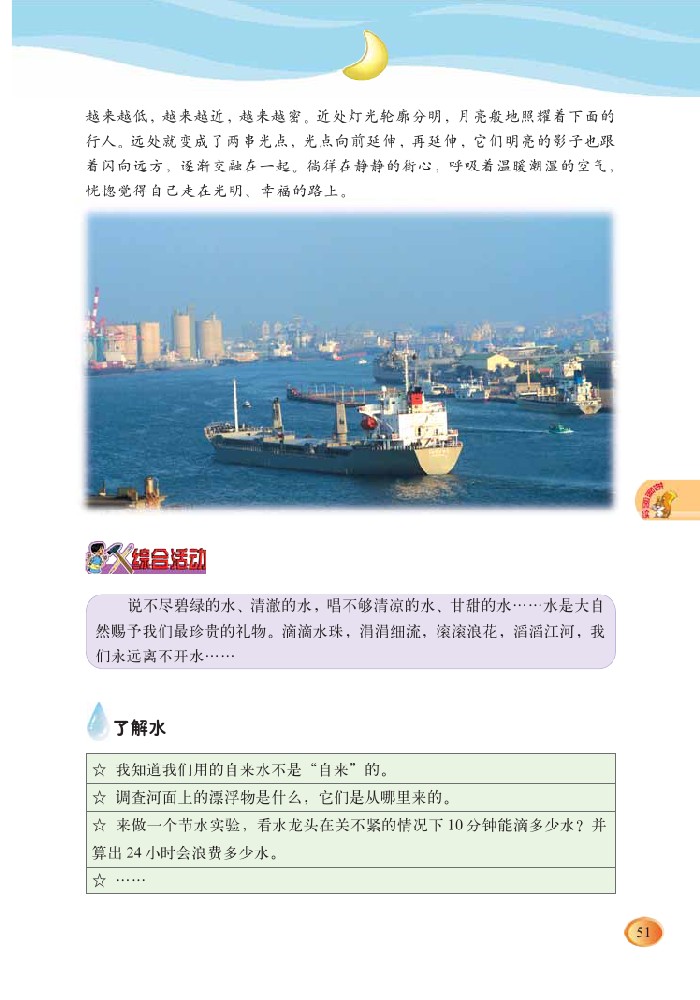 越来越低，越来越近，越来越密。近处灯光轮廓分明，月亮般地照耀着下面的
行人。远处就变成了两串光点，光点向前延伸，再延伸，它们明亮的影子也跟
着闪向远方，逐渐交融在一起。徜徉在静静的街心，呼吸着温暖潮湿的空气，
恍惚觉得自己走在光明、幸福的路上。
综合活动
说不尽碧绿的水、清澈的水，唱不够清凉的水、甘甜的水……水是大自
然赐予我们最珍贵的礼物。滴滴水珠，涓涓细流，滚滚浪花，滔滔江河，我
们永远离不开水……
了解水
☆ 我知道我们用的自来水不是“自来”的。
☆ 调查河面上的漂浮物是什么，它们是从哪里来的。
☆ 来做一个节水实验，看水龙头在关不紧的情况下 10 分钟能滴多少水？并
算出 24 小时会浪费多少水。
☆ ……
51